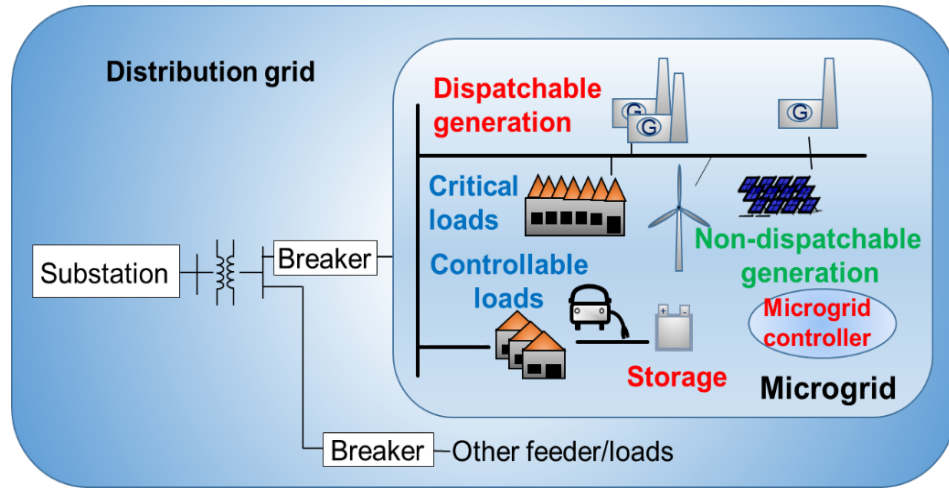 Distribution grid
Dispatchable
generation
G
G
G
Critical
loads
Non-dispatchable
generation
Substation
Breaker
Controllable
loads
+ -
Microgrid
controller
Storage
Microgrid
Breaker
Other feeder/loads